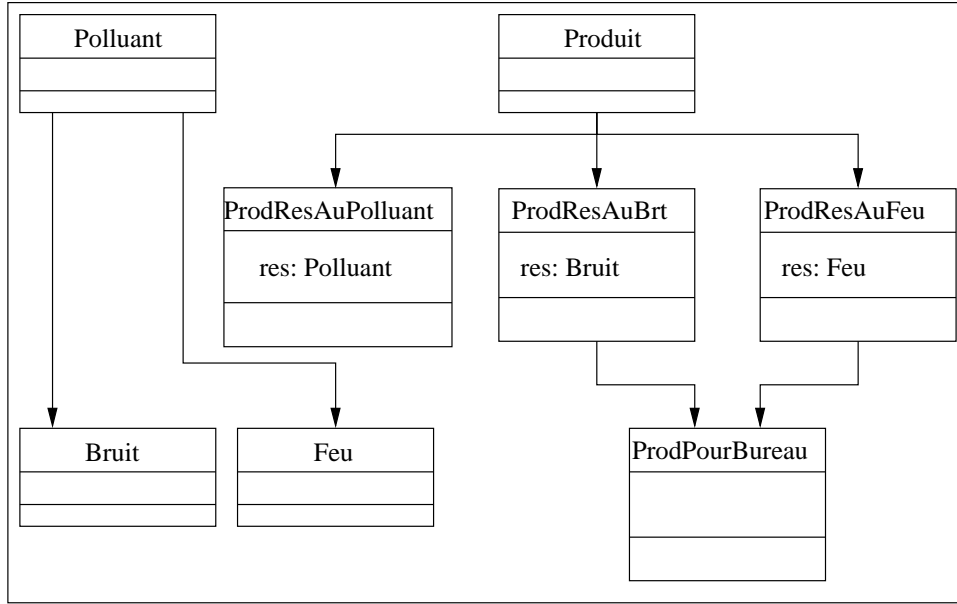 Polluant
Produit
ProdResAuPolluant
res: Polluant
ProdResAuBrt
res: Bruit
ProdResAuFeu
res: Feu
Bruit
Feu
ProdPourBureau